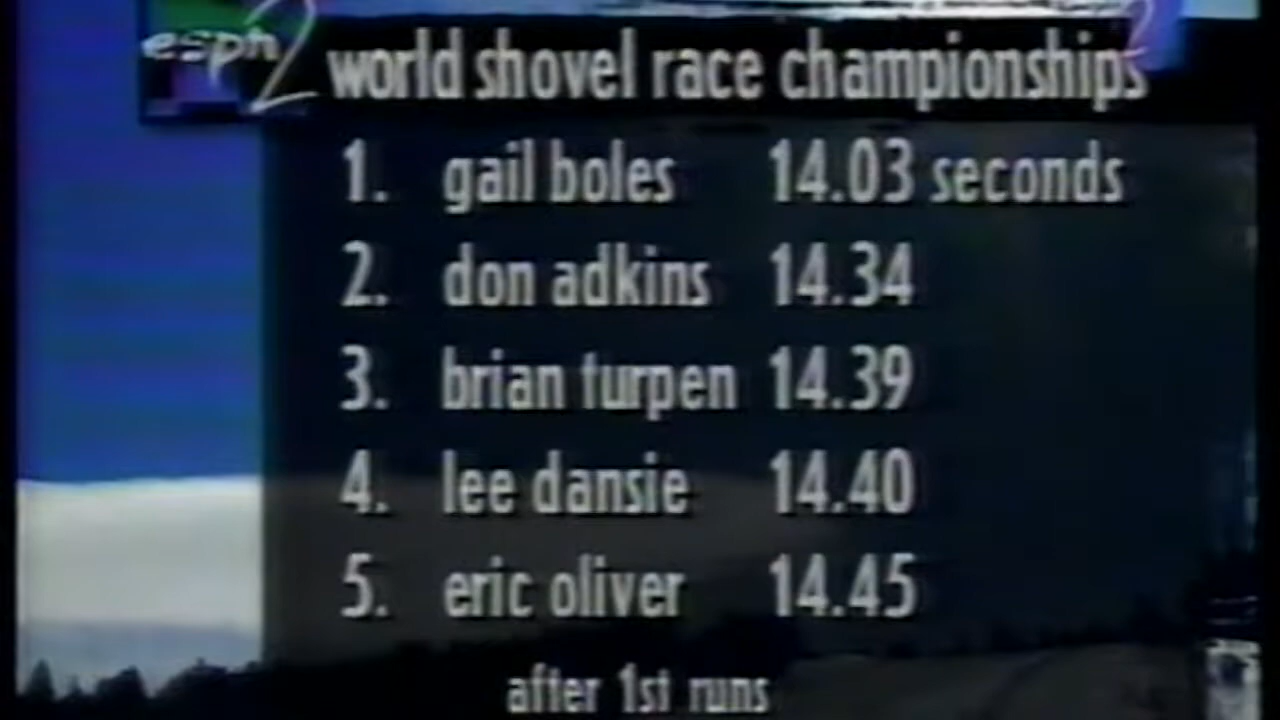 espn2 world shovel race championships
1. gail boles 14.03 seconds
2. don adkins 14.34
3. brian turpen 14.39
4. lee dansie 14.40
5. eric oliver 14.45
after 1st runs